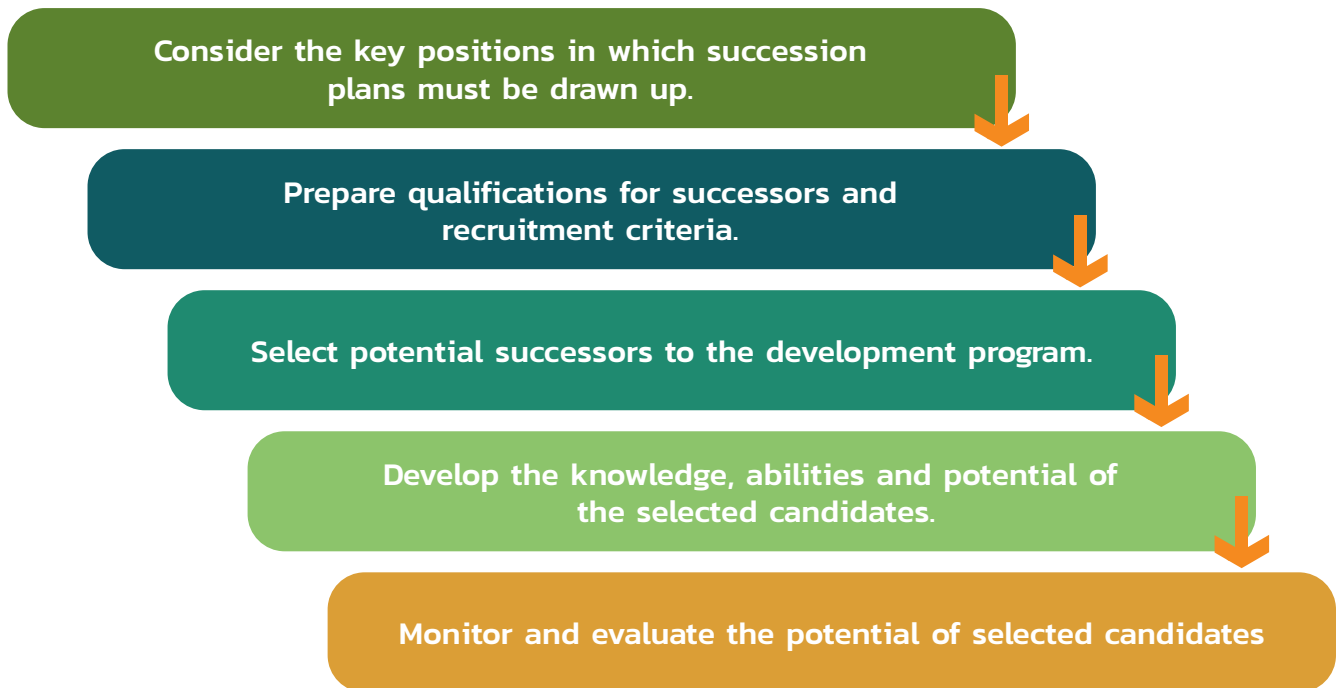 Consider the key positions in which succession
plans must be drawn up.
Prepare qualifications for successors and
recruitment criteria.
Select potential successors to the development program.
Develop the knowledge, abilities and potential of
the selected candidates.
Monitor and evaluate the potential of selected candidates